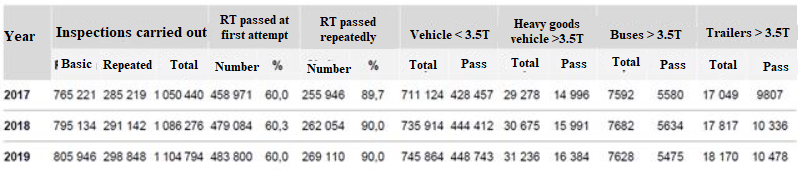 Year Inspections carried out RT passed at first attempt RT passed repeatedly Vehicle < 3.5T Heavy goods vehicle >3.5T Buses > 3.5T Trailers > 3.5T
Basic Repeated Total Number % Number % Total Pass Total Pass Total Pass Total Pass
2017 765 221 285 219 1 050 440 458 971 60,0 255 946 89,7 711 124 428 457 29 278 14 996 7592 5580 17 049 9807
2018 795 134 291 142 1 086 276 479 084 60,3 262 054 90,0 735 914 444 412 30 675 15 991 7682 5634 17 817 10 336
2019 805 946 298 848 1 104 794 483 800 60,0 269 110 90,0 745 864 448 743 31 236 16 384 7628 5475 18 170 10 478